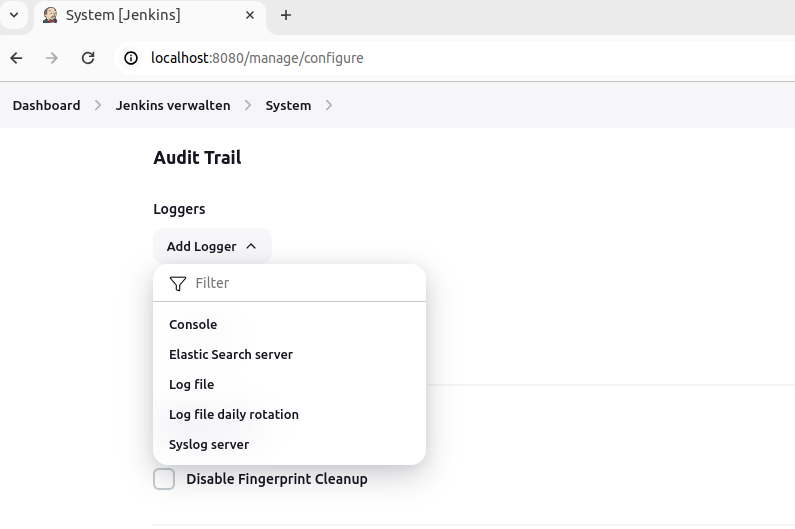 System [Jenkins]
localhost:8080/manage/configure
Dashboard Jenkins verwalten System
Audit Trail
Loggers
Add Logger
Filter
Console
Elastic Search server
Log file
Log file daily rotation
Syslog server
Disable Fingerprint Cleanup